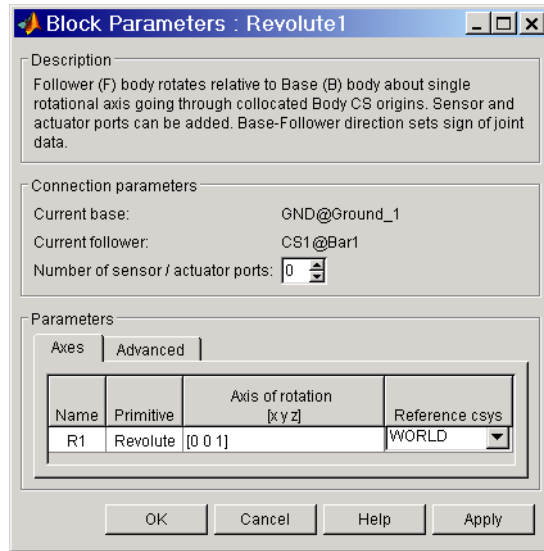 Block Parameters : Revolute1
Description
Follower (F) body rotates relative to Base (B) body about single
rotational axis going through collocated Body CS origins. Sensor and
actuator ports can be added. Base-Follower direction sets sign of joint
data.
Connection parameters
Current base: GND@Ground_1
Current follower: CS1@Bar1
Number of sensor / actuator ports: 0
Parameters
Axes Advanced
Name Primitive Axis of rotation [x y z] Reference csys
R1 Revolute [0 0 1] WORLD
OK Cancel Help Apply